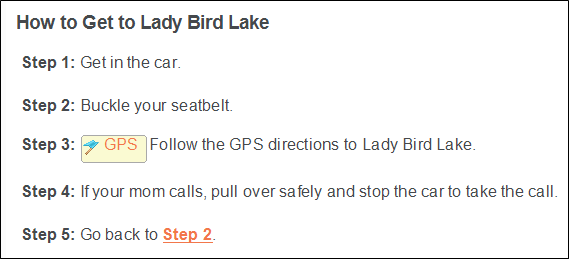 How to Get to Lady Bird Lake
Step 1: Get in the car.
Step 2: Buckle your seatbelt.
Step 3: GPS Follow the GPS directions to Lady Bird Lake.
Step 4: If your mom calls, pull over safely and stop the car to take the call.
Step 5: Go back to Step 2.